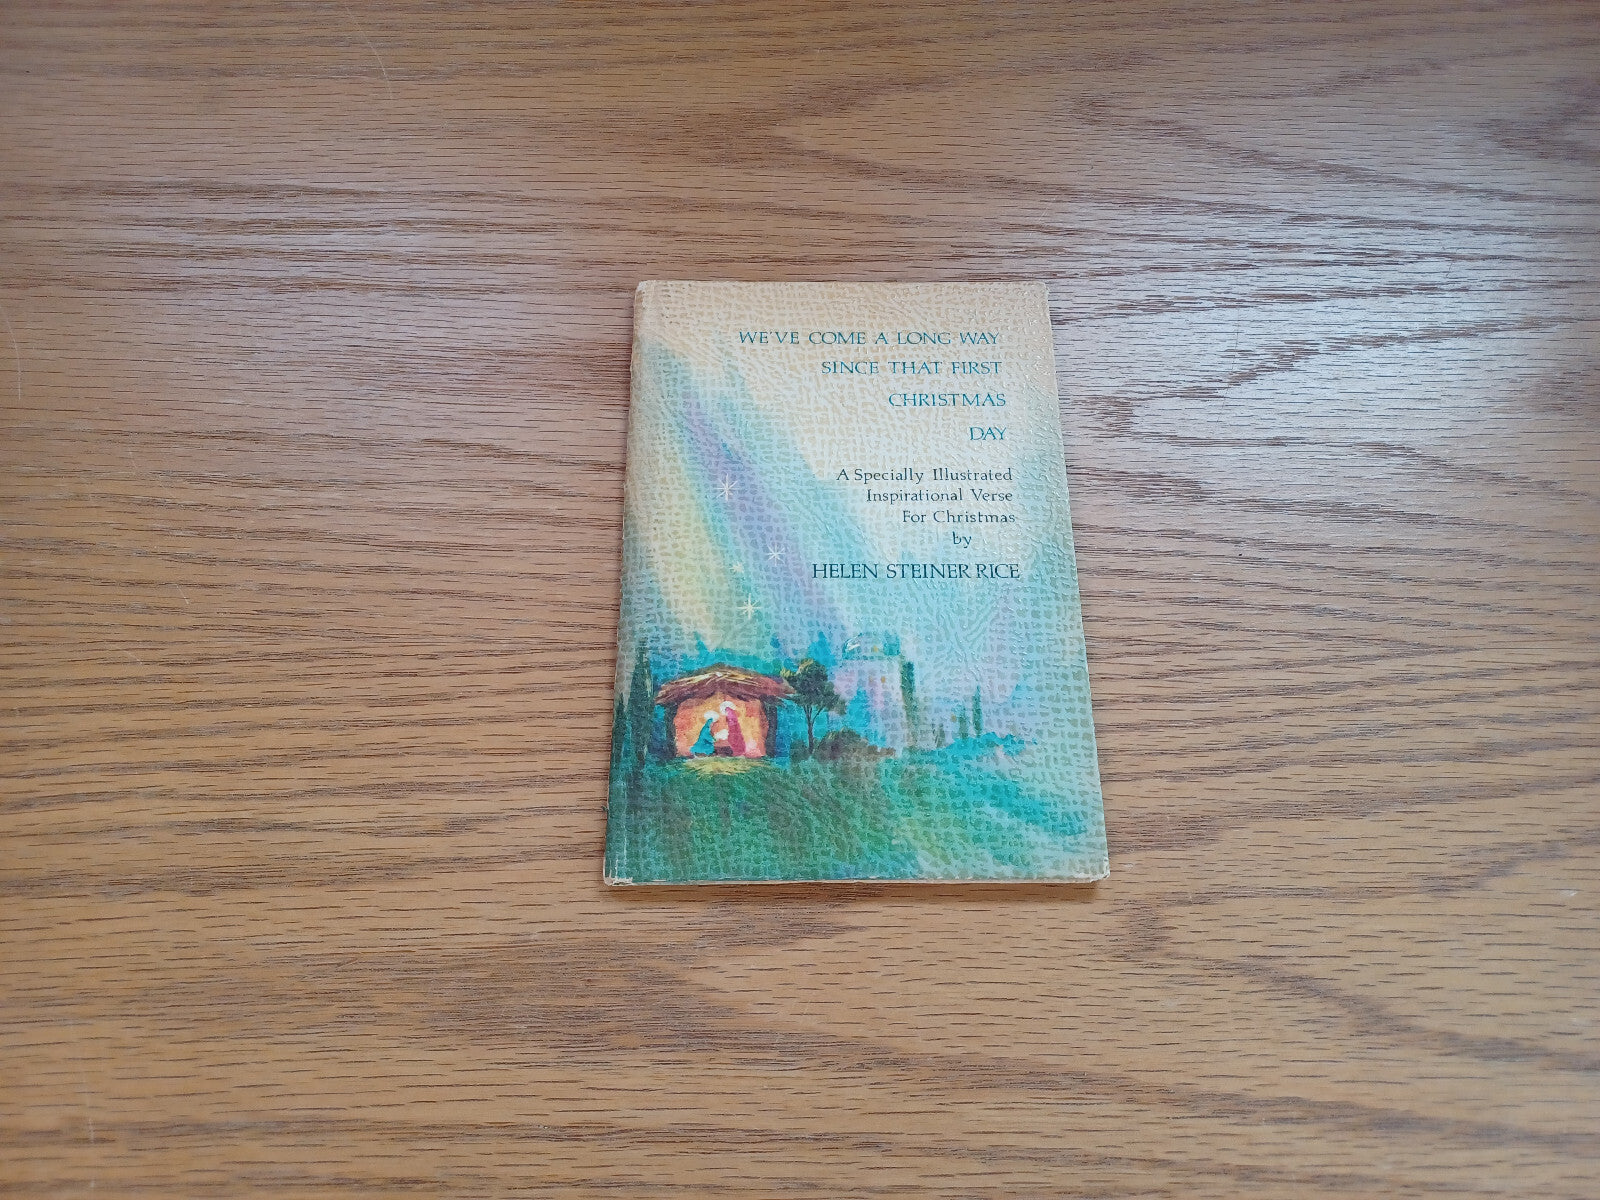 WE'VE COME A LONG WAY
SINCE THAT FIRST
CHRISTMAS
DAY
A Specially Illustrated
Inspirational Verse
For Christmas
by
HELEN STEINER RICE